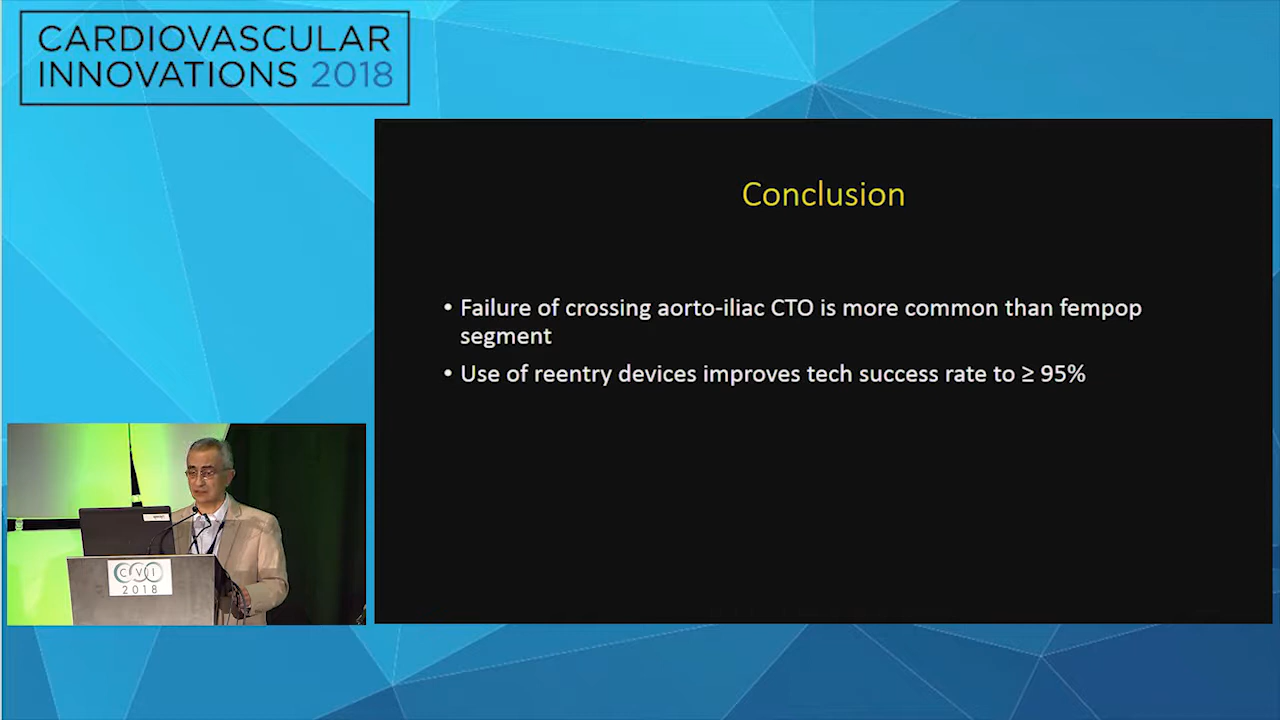 CARDIOVASCULAR
INNOVATIONS 2018
Conclusion
• Failure of crossing aorto-iliac CTO is more common than fempop
segment
• Use of reentry devices improves tech success rate to ≥ 95%
CVI
2018